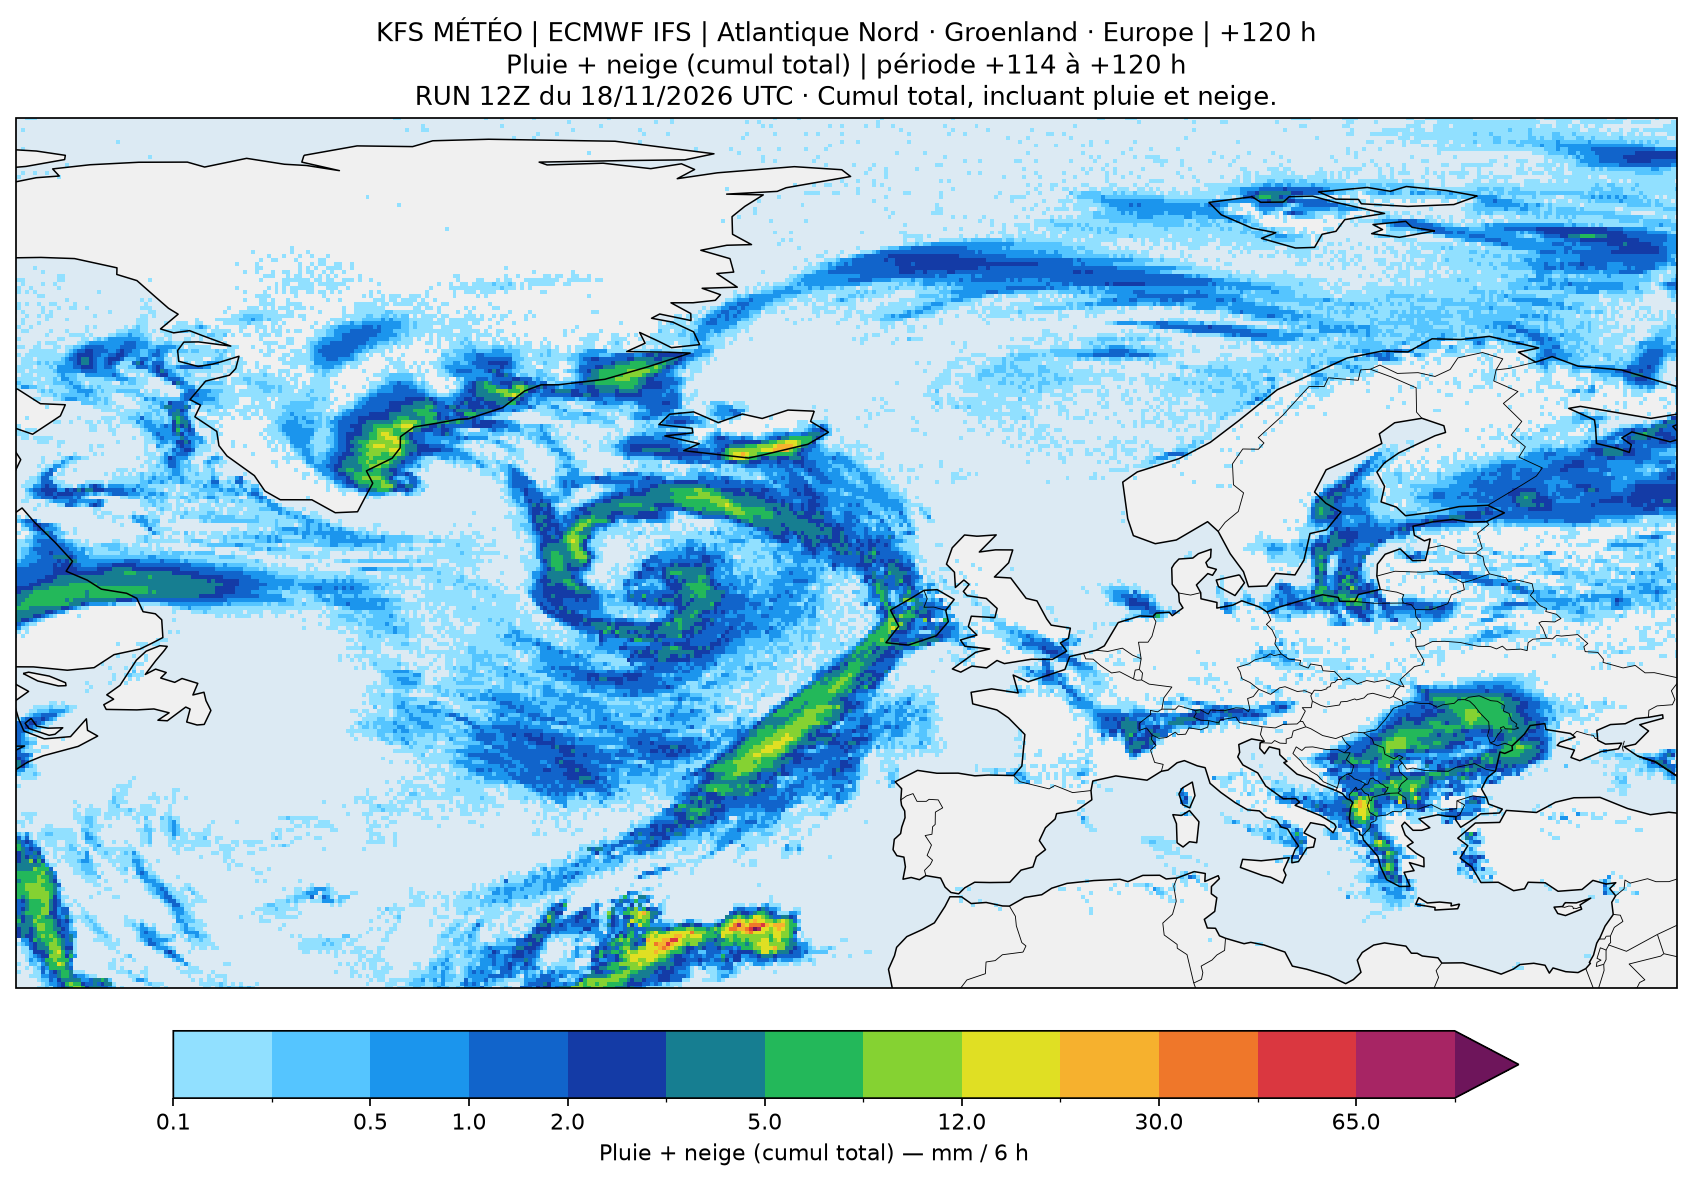 KFS MÉTÉO | ECMWF IFS | Atlantique Nord · Groenland · Europe | +120 h
Pluie + neige (cumul total) | période +114 à +120 h
RUN 12Z du 18/11/2026 UTC · Cumul total, incluant pluie et neige.
0.1 0.5 1.0 2.0 5.0 12.0 30.0 65.0
Pluie + neige (cumul total) — mm / 6 h